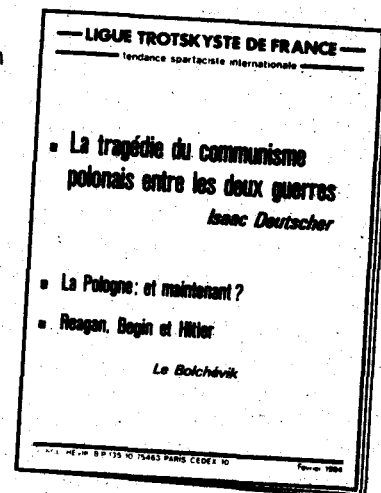 LIGUE TROTSKYSTE DE FRANCE
tendance spartaciste internationale
La tragédie du communisme
polonais entre les deux guerres
Isaac Deutscher
La Pologne: et maintenant?
Reagan, Begin et Hitler
Le Bolchévik
B P 135 10 75463 PARIS CEDEX 10
Février 1984